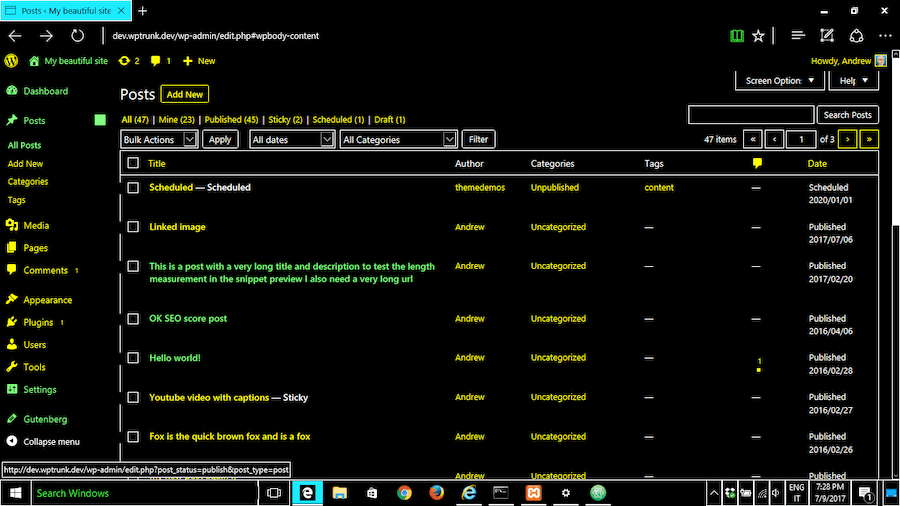 Posts - My beautiful site
dev.wptrunk.dev/wp-admin/edit.php#wpbody-content
My beautiful site 2 1 New Howdy, Andrew
Screen Option: Help
Dashboard
Posts
All Posts
Add New
Categories
Tags
Media
Pages
Comments 1
Appearance
Plugins 1
Users
Tools
Settings
Gutenberg
Collapse menu
Posts Add New
All (47) | Mine (23) | Published (45) | Sticky (2) | Scheduled (1) | Draft (1)
Search Posts
Bulk Actions Apply All dates All Categories Filter 47 items « ‹ 1 of 3 › »
Title Author Categories Tags Date
Scheduled — Scheduled themedemos Unpublished content — Scheduled
2020/01/01
Linked image Andrew Uncategorized — — Published
2017/07/06
This is a post with a very long title and description to test the length Andrew Uncategorized — — Published
measurement in the snippet preview I also need a very long url 2017/02/20
OK SEO score post Andrew Uncategorized — — Published
2016/04/06
Hello world! Andrew Uncategorized — 1 Published
2016/02/28
Youtube video with captions — Sticky Andrew Uncategorized — — Published
2016/02/27
Fox is the quick brown fox and is a fox Andrew Uncategorized — — Published
2016/02/26
Andrew Uncategorized — — Published
http://dev.wptrunk.dev/wp-admin/edit.php?post_status=publish&post_type=post
Search Windows
ENG
IT
7:28 PM
7/9/2017
1